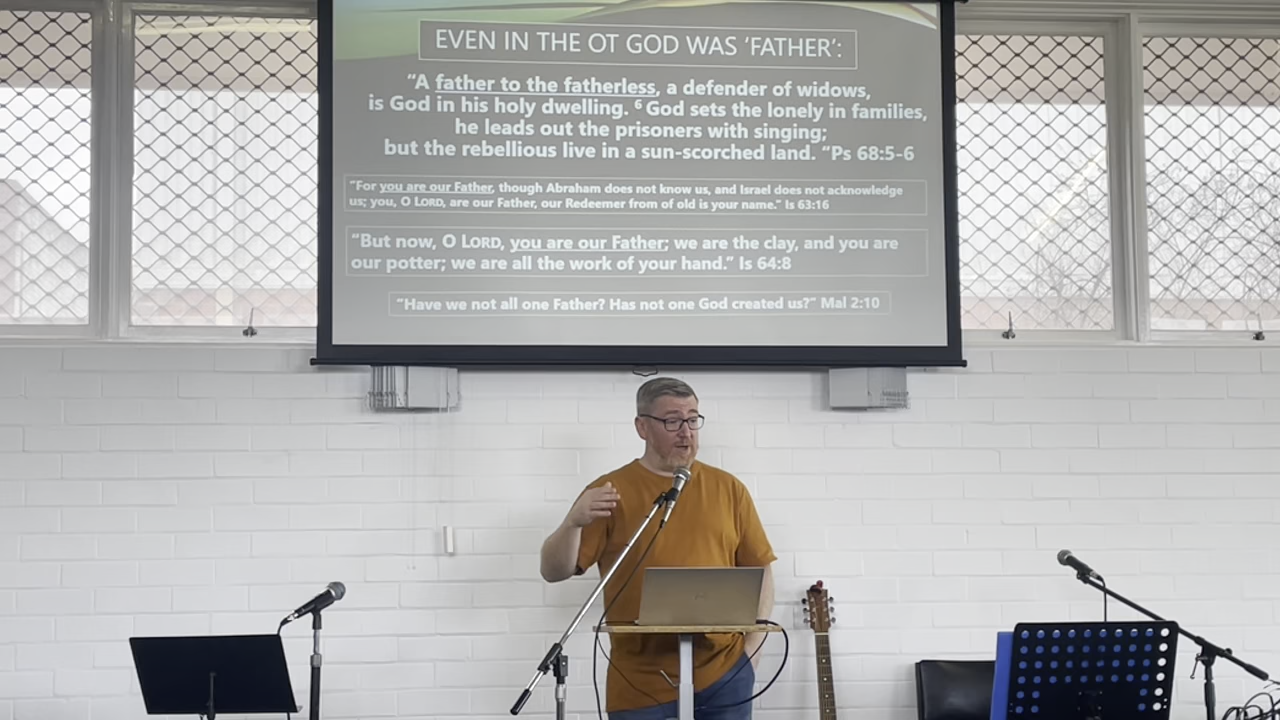 EVEN IN THE OT GOD WAS ‘FATHER’:
“A father to the fatherless, a defender of widows,
is God in his holy dwelling. ⁶ God sets the lonely in families,
he leads out the prisoners with singing;
but the rebellious live in a sun-scorched land. “Ps 68:5-6
“For you are our Father, though Abraham does not know us, and Israel does not acknowledge
us; you, O LORD, are our Father, our Redeemer from of old is your name.” Is 63:16
“But now, O LORD, you are our Father; we are the clay, and you are
our potter; we are all the work of your hand.” Is 64:8
“Have we not all one Father? Has not one God created us?” Mal 2:10